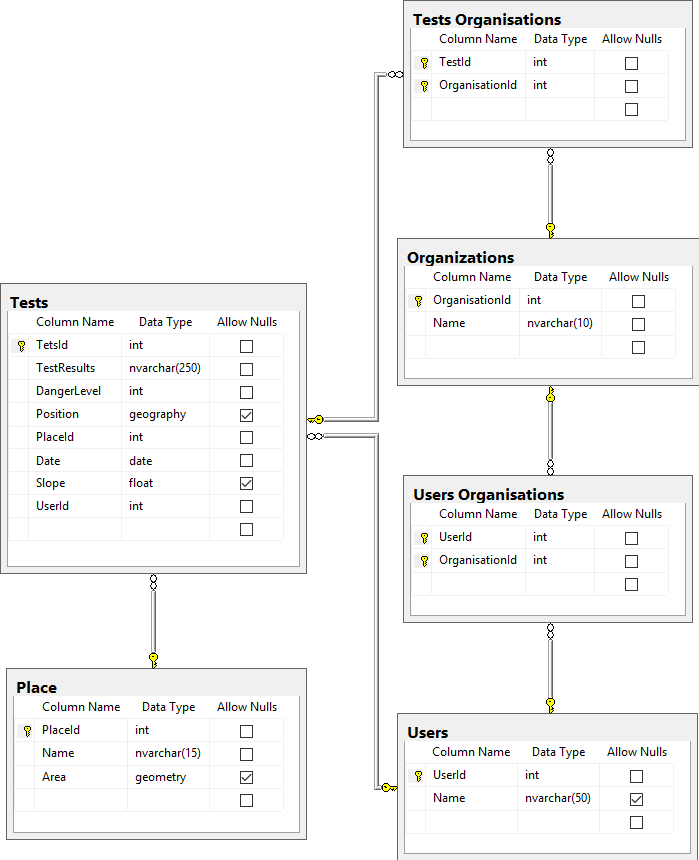 Tests Organisations
Column Name Data Type Allow Nulls
TestId int
OrganisationId int
Organizations
Column Name Data Type Allow Nulls
OrganisationId int
Name nvarchar(10)
Tests
Column Name Data Type Allow Nulls
TetsId int
TestResults nvarchar(250)
DangerLevel int
Position geography
PlaceId int
Date date
Slope float
UserId int
Users Organisations
Column Name Data Type Allow Nulls
UserId int
OrganisationId int
Place
Column Name Data Type Allow Nulls
PlaceId int
Name nvarchar(15)
Area geometry
Users
Column Name Data Type Allow Nulls
UserId int
Name nvarchar(50)